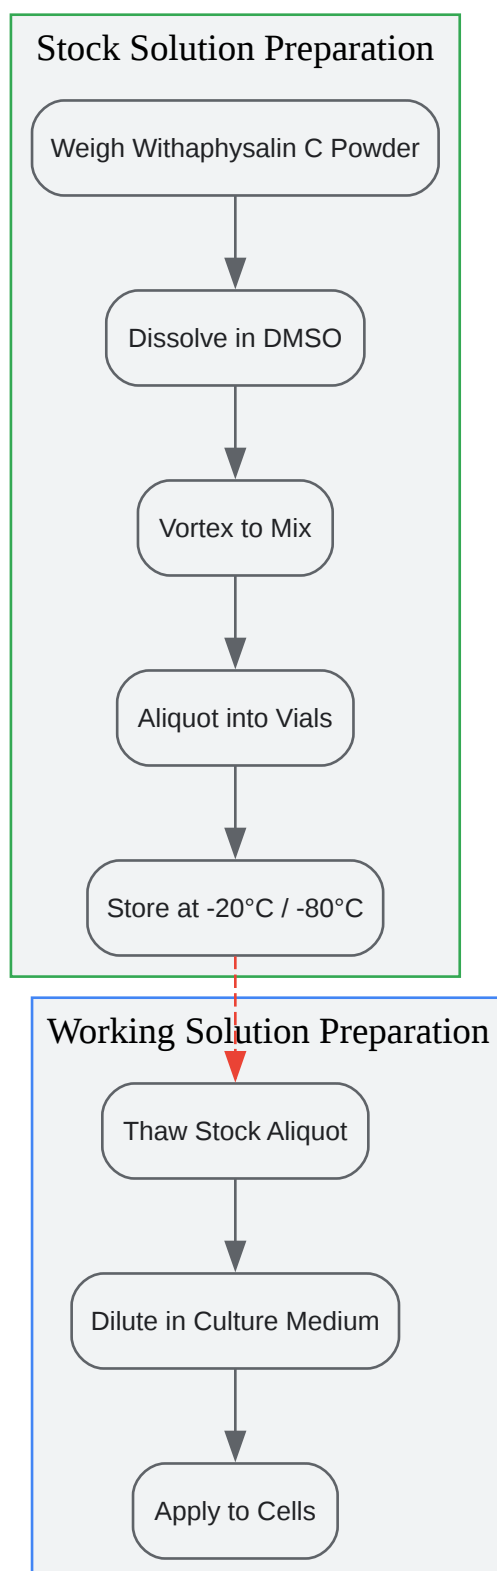 Stock Solution Preparation
Weigh Withaphysalin C Powder
Dissolve in DMSO
Vortex to Mix
Aliquot into Vials
Store at -20°C / -80°C
Working Solution Preparation
Thaw Stock Aliquot
Dilute in Culture Medium
Apply to Cells